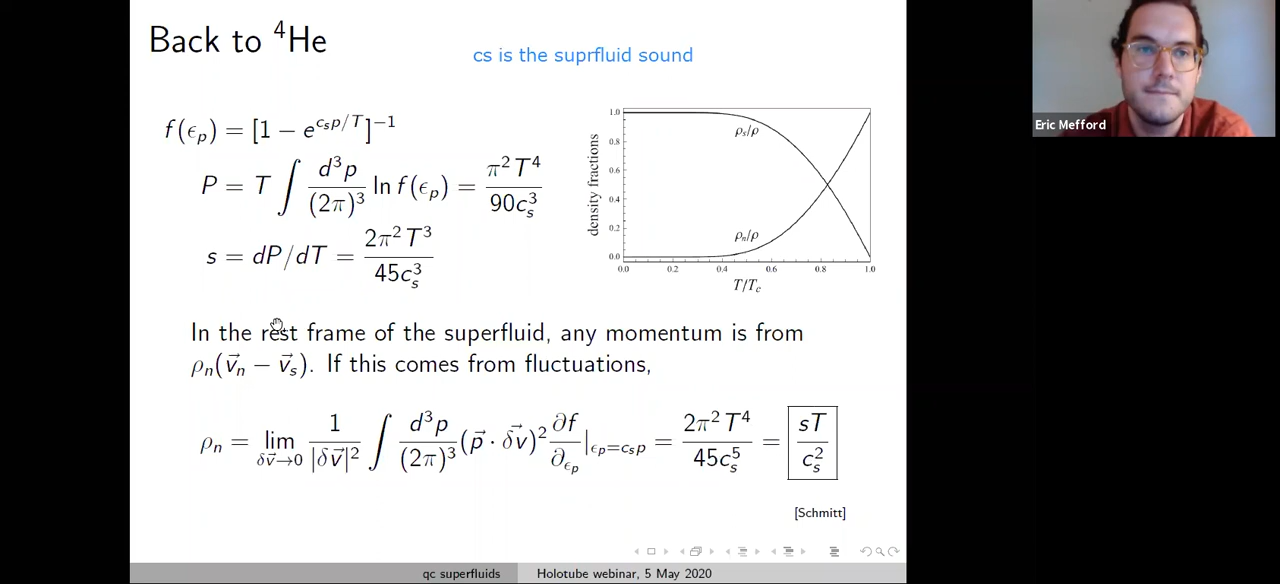 Back to ⁴He
cs is the suprfluid sound
f(ϵ_p) = [1 − e^{c_s p/T}]^{−1}
P = T ∫ d³p/(2π)³ ln f(ϵ_p) = π²T⁴/90c_s³
s = dP/dT = 2π²T³/45c_s³
density fractions
1.0
0.8
0.6
0.4
0.2
0.0
ρ_s/ρ
ρ_n/ρ
0.0 0.2 0.4 0.6 0.8 1.0
T/T_c
In the rest frame of the superfluid, any momentum is from
ρ_n(v⃗_n − v⃗_s). If this comes from fluctuations,
ρ_n = lim_{δv⃗→0} 1/|δv⃗|² ∫ d³p/(2π)³ (p⃗ · δv⃗)² ∂f/∂_{ϵ_p} |_{ϵ_p=c_s p} = 2π²T⁴/45c_s⁵ = sT/c_s²
[Schmitt]
qc superfluids Holotube webinar, 5 May 2020
Eric Mefford